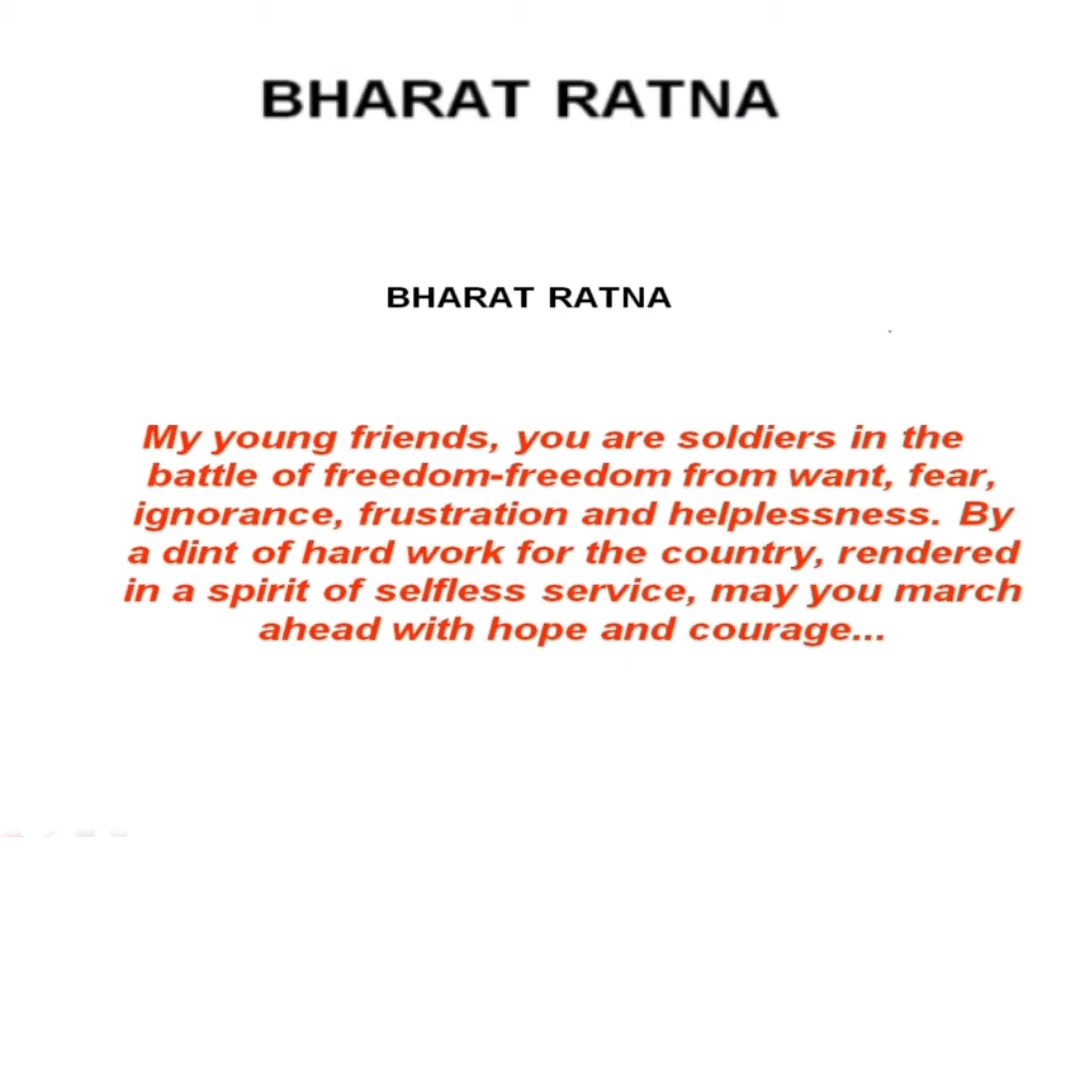 BHARAT RATNA
BHARAT RATNA
My young friends, you are soldiers in the
battle of freedom-freedom from want, fear,
ignorance, frustration and helplessness. By
a dint of hard work for the country, rendered
in a spirit of selfless service, may you march
ahead with hope and courage...